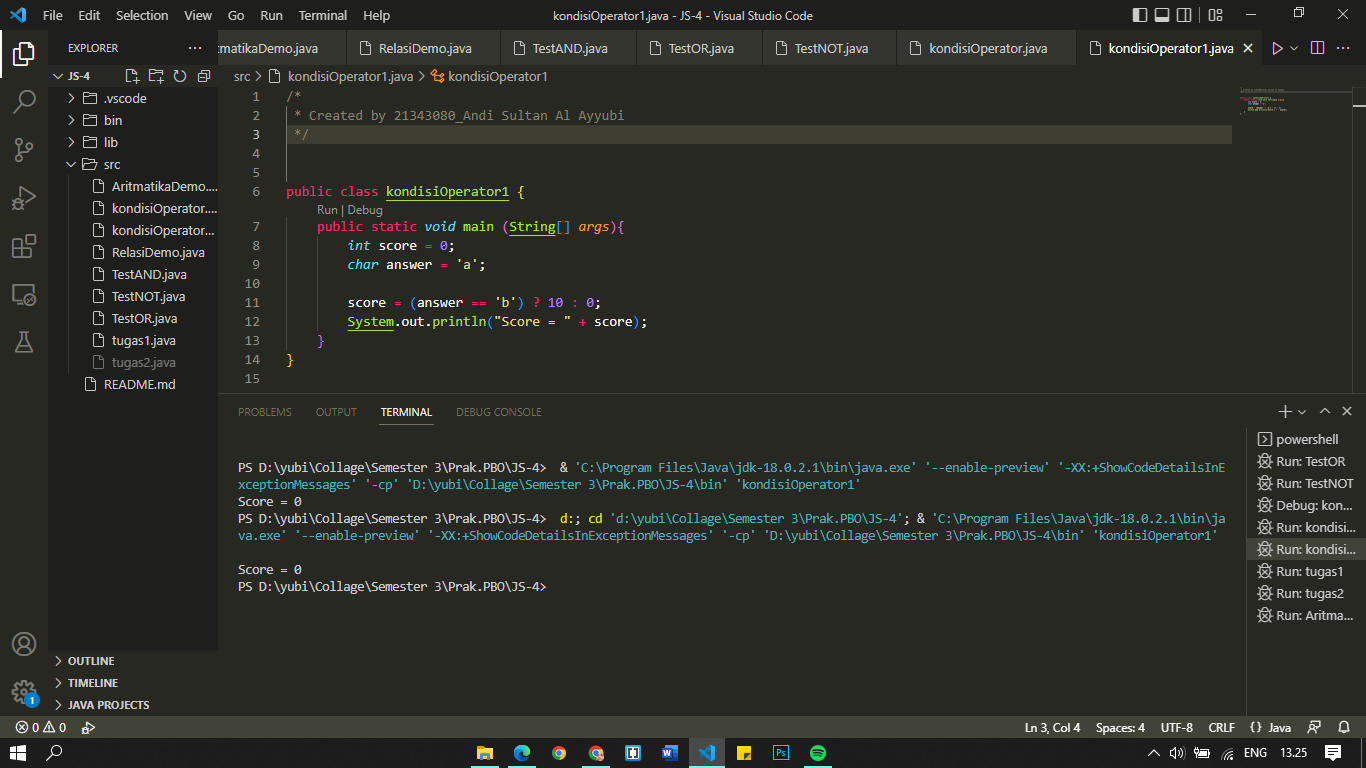 File Edit Selection View Go Run Terminal Help kondisiOperator1.java - JS-4 - Visual Studio Code
EXPLORER
tmatikaDemo.java RelasiDemo.java TestAND.java TestOR.java TestNOT.java kondisiOperator.java kondisiOperator1.java
JS-4
.vscode
bin
lib
src
AritmatikaDemo....
kondisiOperator....
kondisiOperator...
RelasiDemo.java
TestAND.java
TestNOT.java
TestOR.java
tugas1.java
tugas2.java
README.md
OUTLINE
TIMELINE
JAVA PROJECTS
src > kondisiOperator1.java > kondisiOperator1
1 /*
2 * Created by 21343080_Andi Sultan Al Ayyubi
3 */
4
5
6 public class kondisiOperator1 {
Run | Debug
7 public static void main (String[] args){
8 int score = 0;
9 char answer = 'a';
10
11 score = (answer == 'b') ? 10 : 0;
12 System.out.println("Score = " + score);
13 }
14 }
15
PROBLEMS OUTPUT TERMINAL DEBUG CONSOLE
PS D:\yubi\Collage\Semester 3\Prak.PBO\JS-4> & 'C:\Program Files\Java\jdk-18.0.2.1\bin\java.exe' '--enable-preview' '-XX:+ShowCodeDetailsInE
xceptionMessages' '-cp' 'D:\yubi\Collage\Semester 3\Prak.PBO\JS-4\bin' 'kondisiOperator1'
Score = 0
PS D:\yubi\Collage\Semester 3\Prak.PBO\JS-4> d:; cd 'd:\yubi\Collage\Semester 3\Prak.PBO\JS-4'; & 'C:\Program Files\Java\jdk-18.0.2.1\bin\ja
va.exe' '--enable-preview' '-XX:+ShowCodeDetailsInExceptionMessages' '-cp' 'D:\yubi\Collage\Semester 3\Prak.PBO\JS-4\bin' 'kondisiOperator1'
Score = 0
PS D:\yubi\Collage\Semester 3\Prak.PBO\JS-4>
powershell
Run: TestOR
Run: TestNOT
Debug: kon...
Run: kondisi...
Run: kondisi...
Run: tugas1
Run: tugas2
Run: Aritma...
1
0 0
Ln 3, Col 4 Spaces: 4 UTF-8 CRLF {} Java
W Ps ENG 13.25